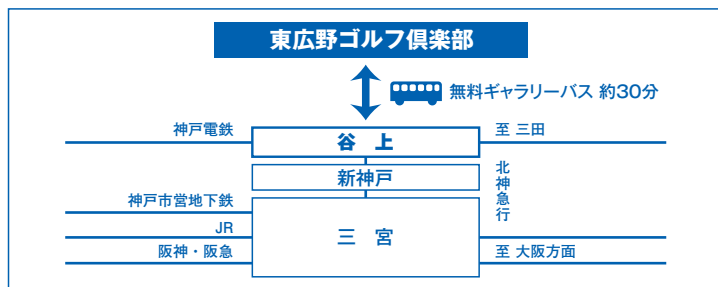 東広野ゴルフ倶楽部
無料ギャラリーバス 約30分
神戸電鉄
谷上
至 三田
新神戸
北神急行
神戸市営地下鉄
三宮
JR
阪神・阪急
至 大阪方面